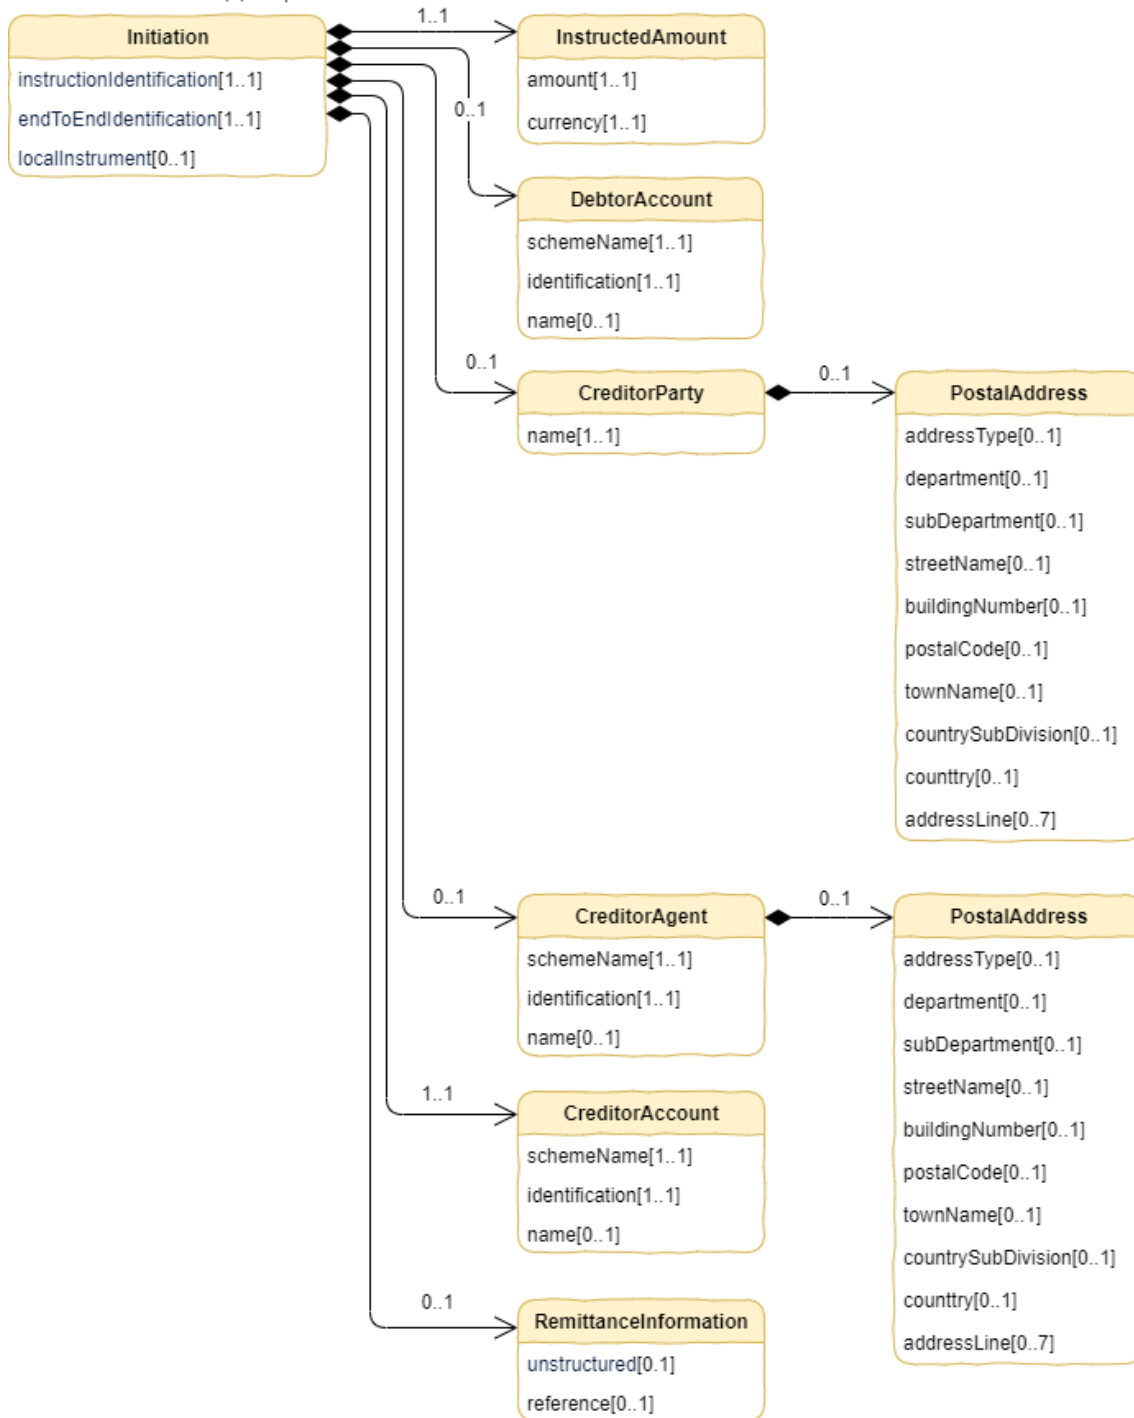 Initiation
instructionIdentification[1..1]
endToEndIdentification[1..1]
localInstrument[0..1]
1..1
InstructedAmount
amount[1..1]
currency[1..1]
0..1
DebtorAccount
schemeName[1..1]
identification[1..1]
name[0..1]
0..1
CreditorParty
name[1..1]
0..1
PostalAddress
addressType[0..1]
department[0..1]
subDepartment[0..1]
streetName[0..1]
buildingNumber[0..1]
postalCode[0..1]
townName[0..1]
countrySubDivision[0..1]
counttry[0..1]
addressLine[0..7]
0..1
CreditorAgent
schemeName[1..1]
identification[1..1]
name[0..1]
0..1
PostalAddress
addressType[0..1]
department[0..1]
subDepartment[0..1]
streetName[0..1]
buildingNumber[0..1]
postalCode[0..1]
townName[0..1]
countrySubDivision[0..1]
counttry[0..1]
addressLine[0..7]
1..1
CreditorAccount
schemeName[1..1]
identification[1..1]
name[0..1]
0..1
RemittanceInformation
unstructured[0.1]
reference[0..1]